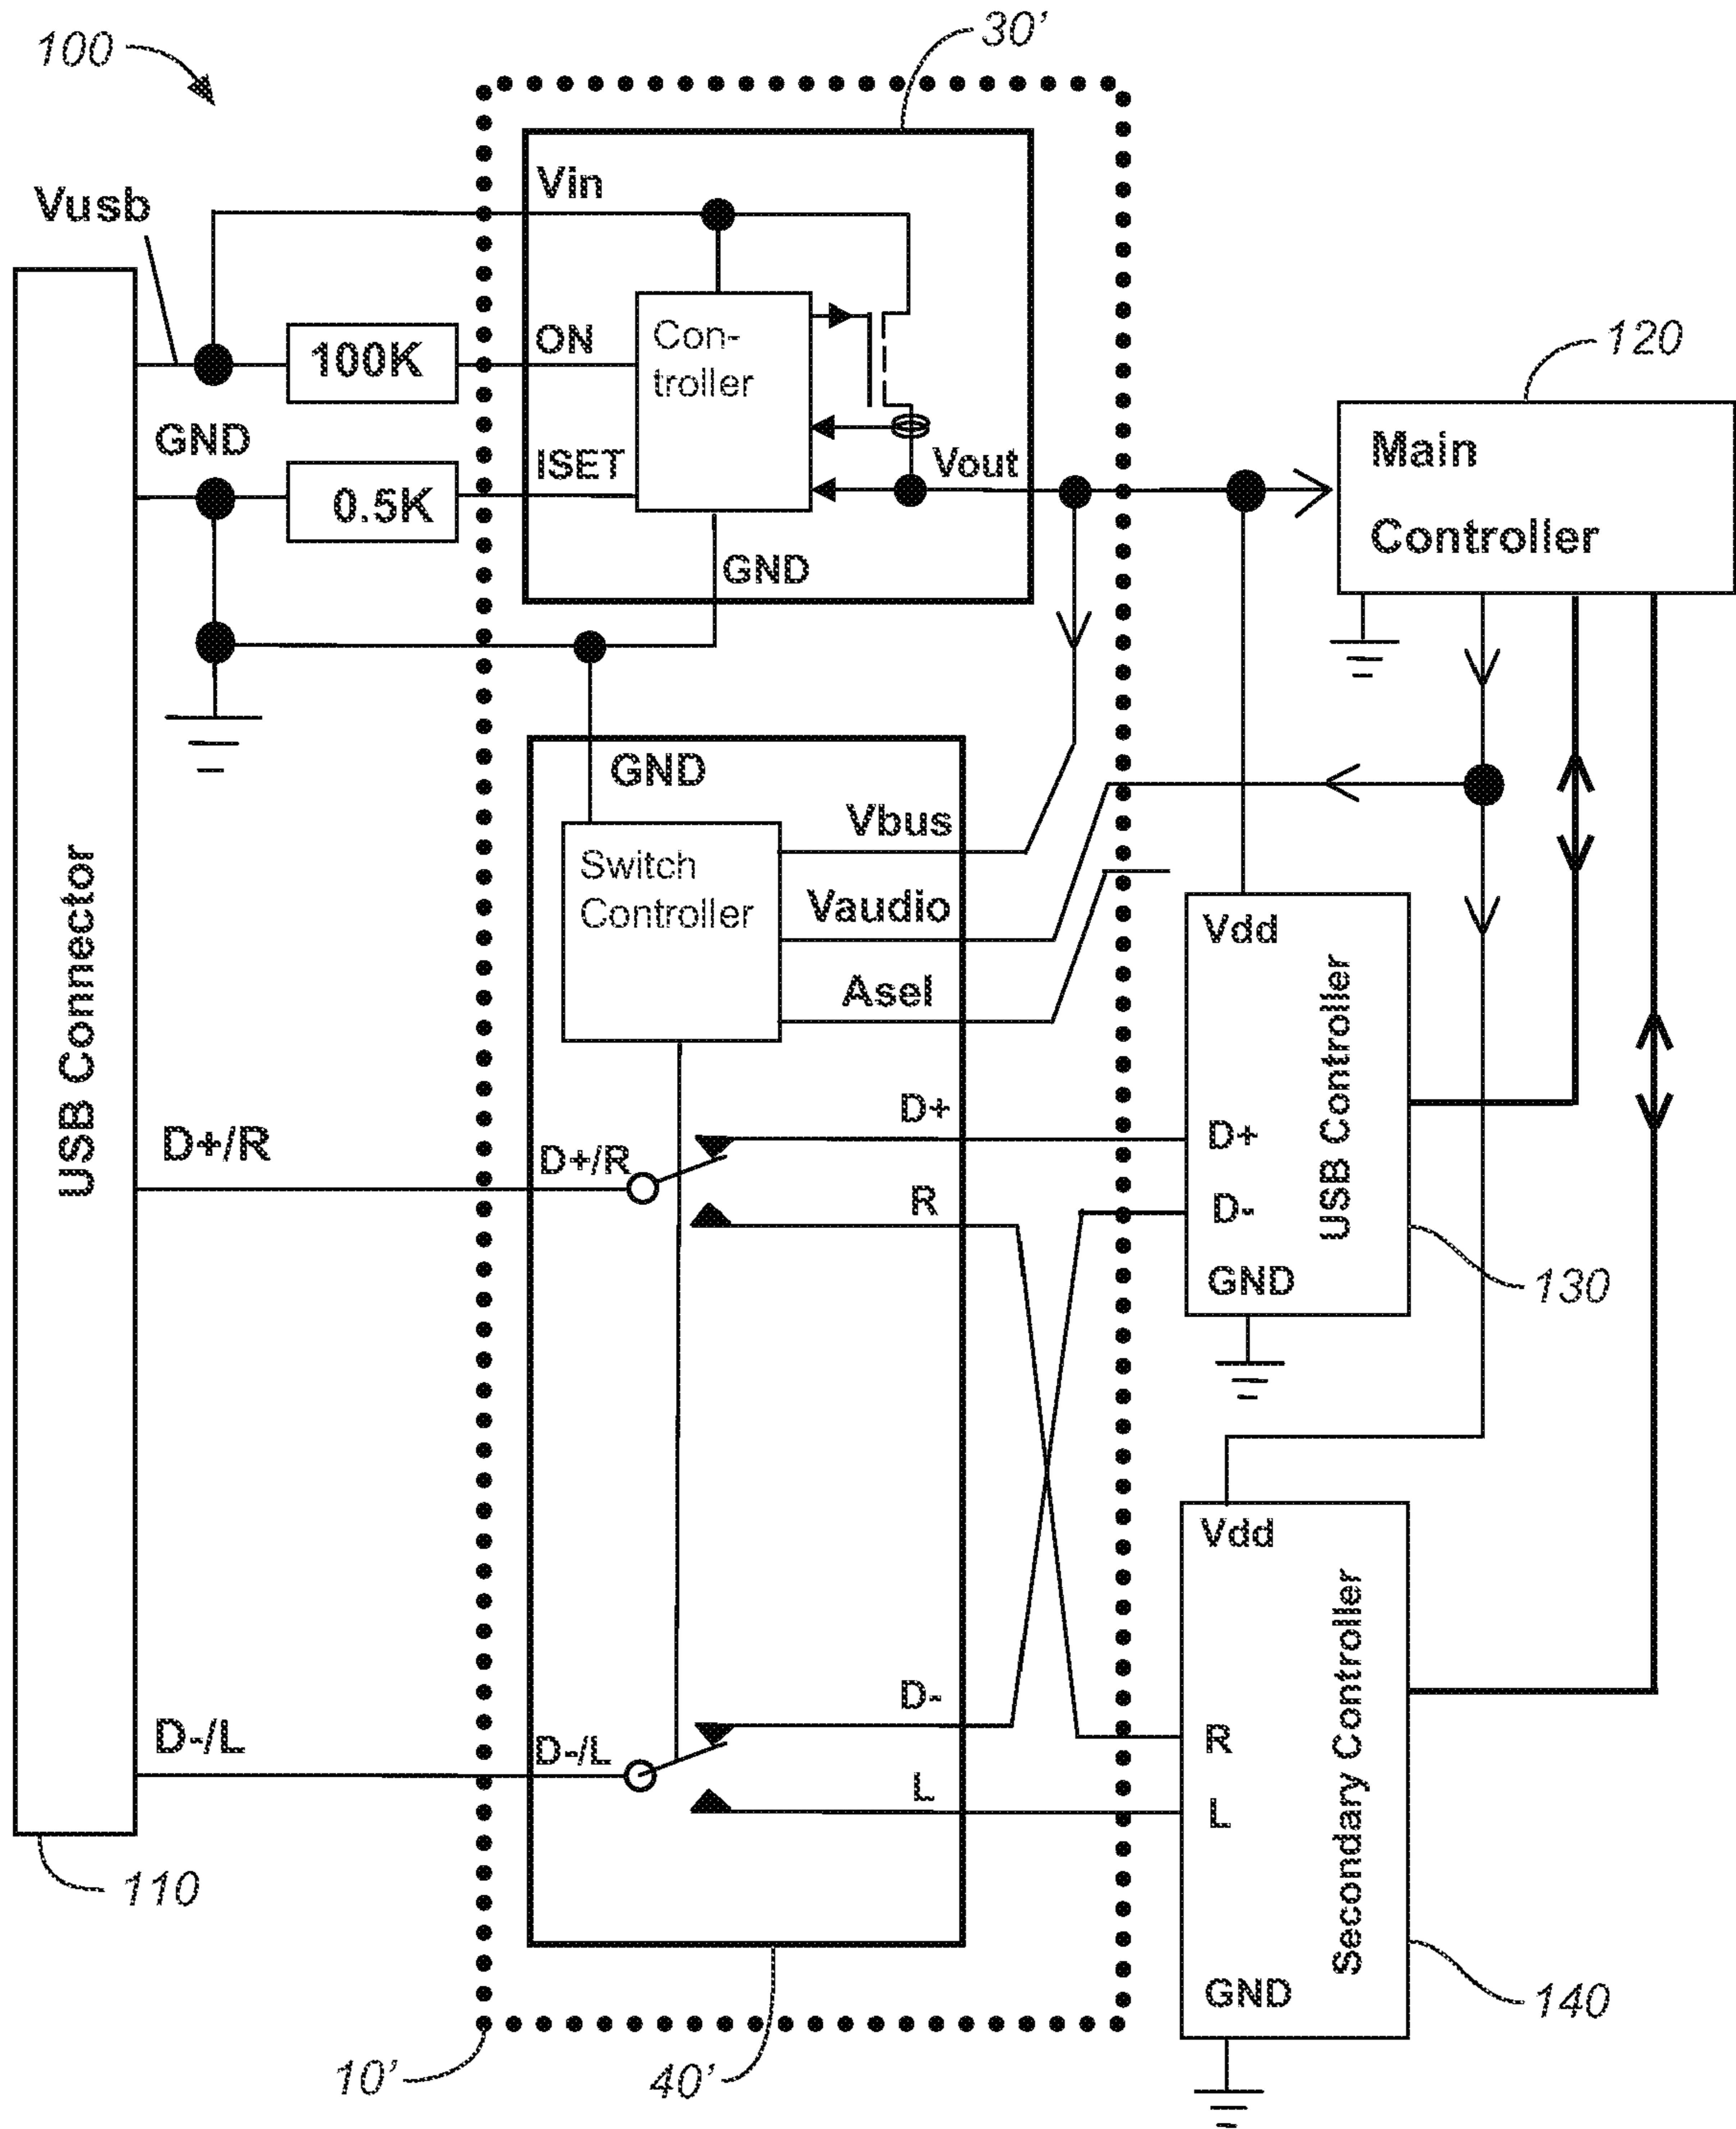 100
30'
Vusb
Vin
ON
Con-
troller
100K
GND
ISET
0.5K
Vout
GND
120
Main
Controller
USB Connector
GND
Switch
Controller
Vbus
Vaudio
Asel
Vdd
USB Controller
D+
D-
GND
130
D+/R
D+/R
D+
R
D-/L
D-/L
D-
L
Vdd
Secondary Controller
R
L
GND
140
110
10'
40'